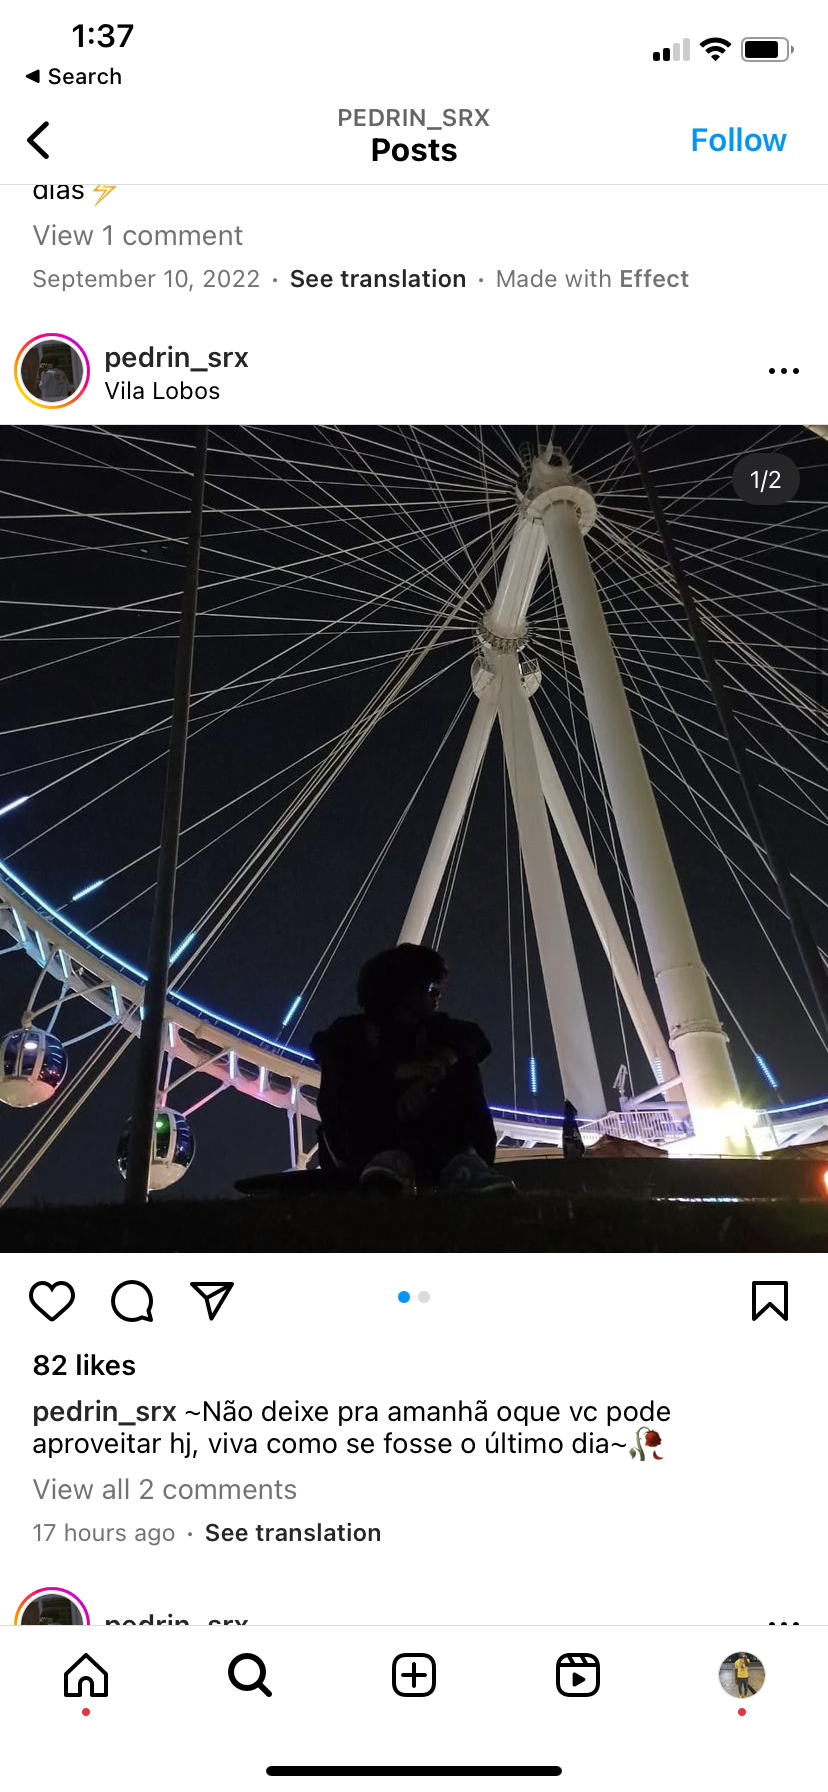 1:37
Search
PEDRIN_SRX
Posts
Follow
dias⚡
View 1 comment
September 10, 2022 · See translation · Made with Effect
pedrin_srx
Vila Lobos
1/2
82 likes
pedrin_srx ~Não deixe pra amanhã oque vc pode
aproveitar hj, viva como se fosse o último dia~🥀
View all 2 comments
17 hours ago · See translation
pedrin_srx